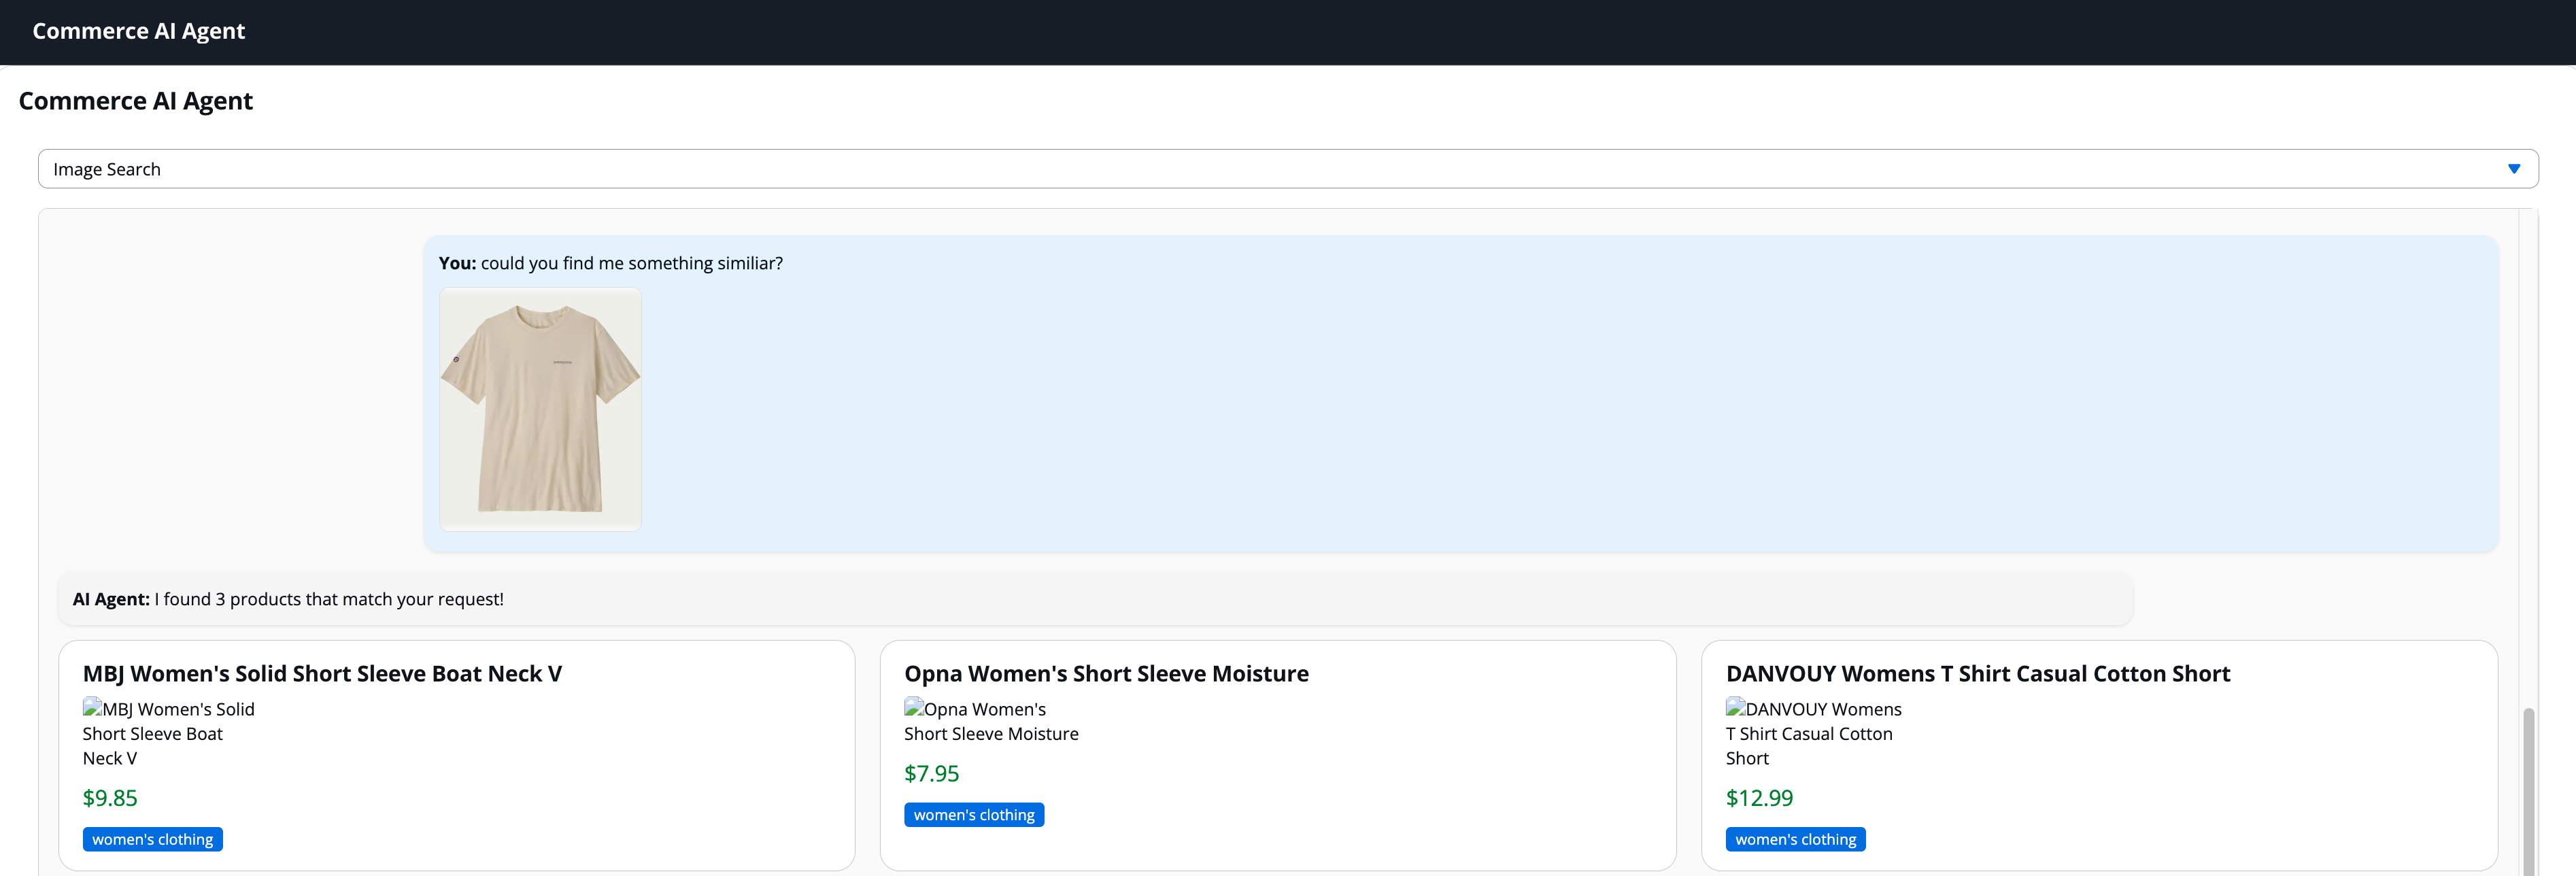 Commerce AI Agent
Commerce AI Agent
Image Search
You: could you find me something similiar?
AI Agent: I found 3 products that match your request!
MBJ Women's Solid Short Sleeve Boat Neck V
MBJ Women's Solid
Short Sleeve Boat
Neck V
$9.85
women's clothing
Opna Women's Short Sleeve Moisture
Opna Women's
Short Sleeve Moisture
$7.95
women's clothing
DANVOUY Womens T Shirt Casual Cotton Short
DANVOUY Womens
T Shirt Casual Cotton
Short
$12.99
women's clothing